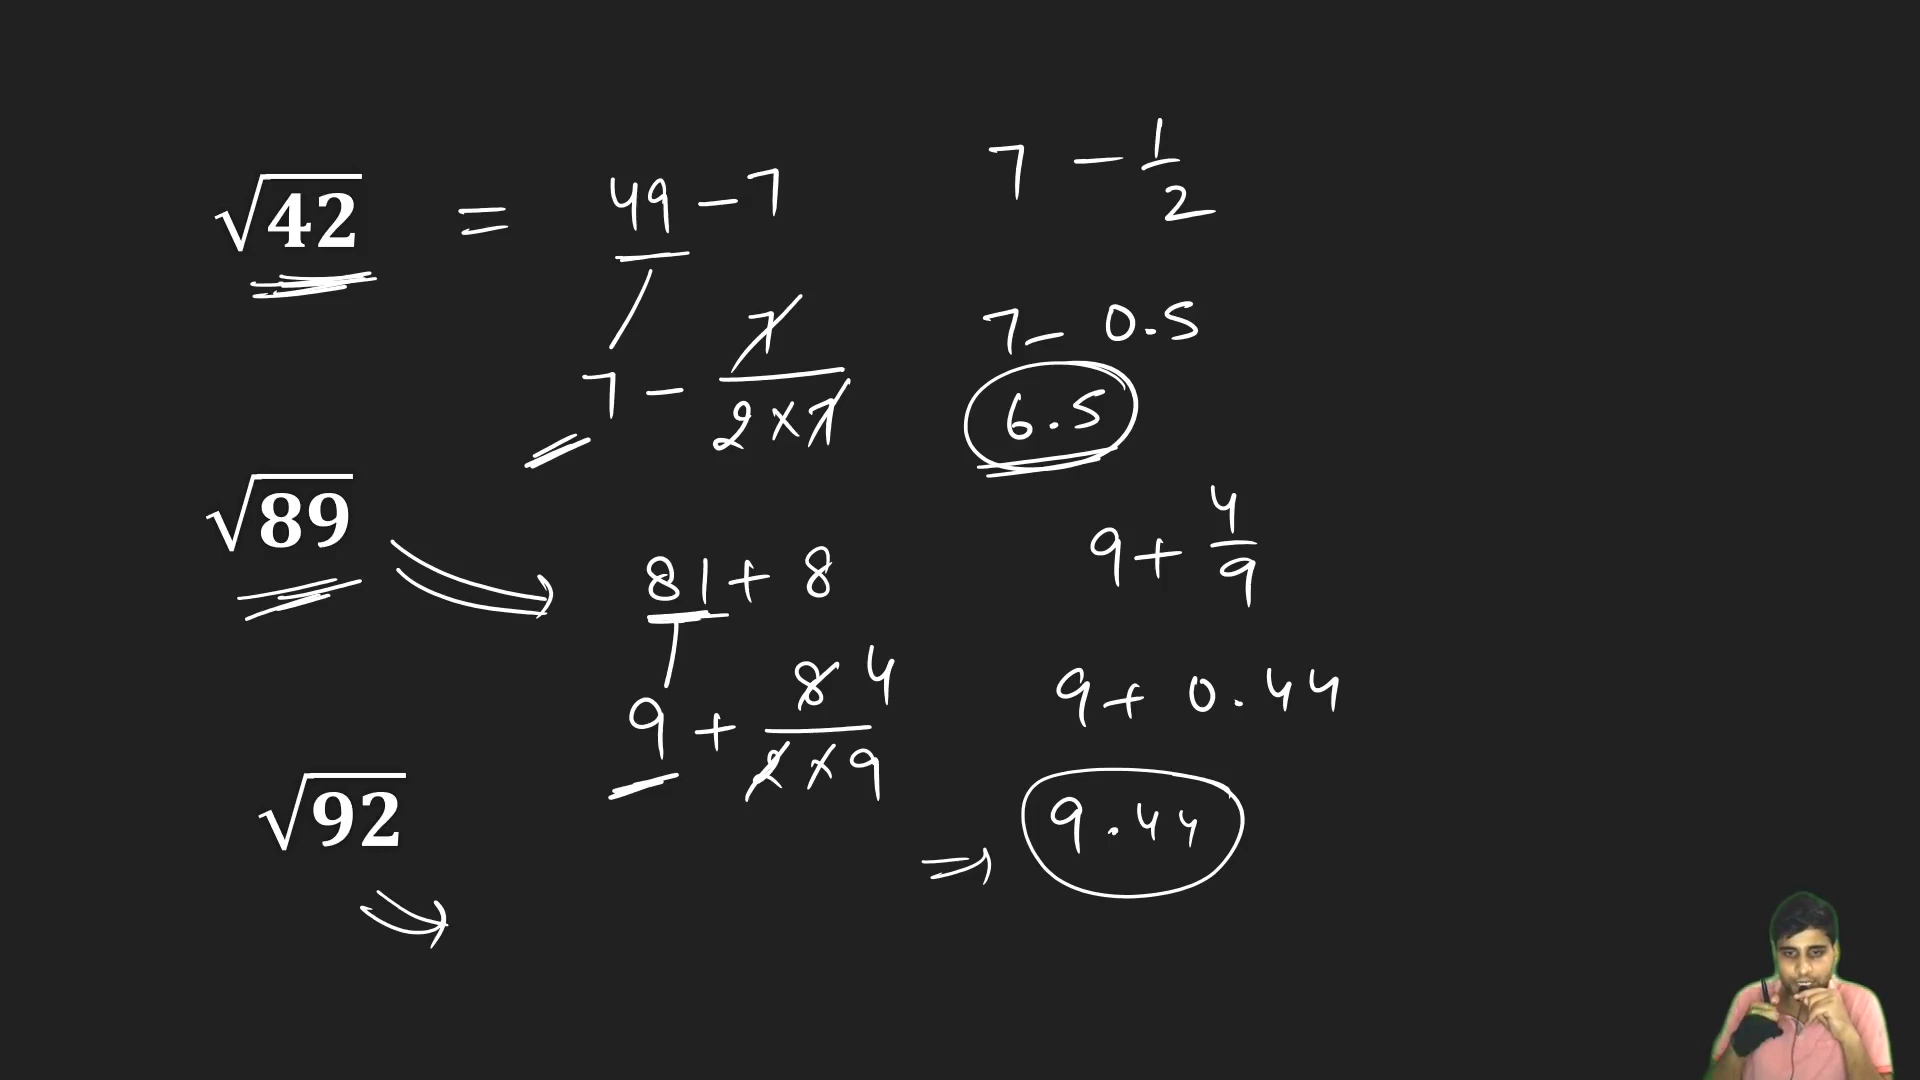 √42 = 49 - 7
7 - 7/2×7
7 - 1/2
7 - 0.5
6.5
√89 81 + 8
9 + 8 4/2×9
9 + 4/9
9 + 0.44
⇒ 9.44
√92